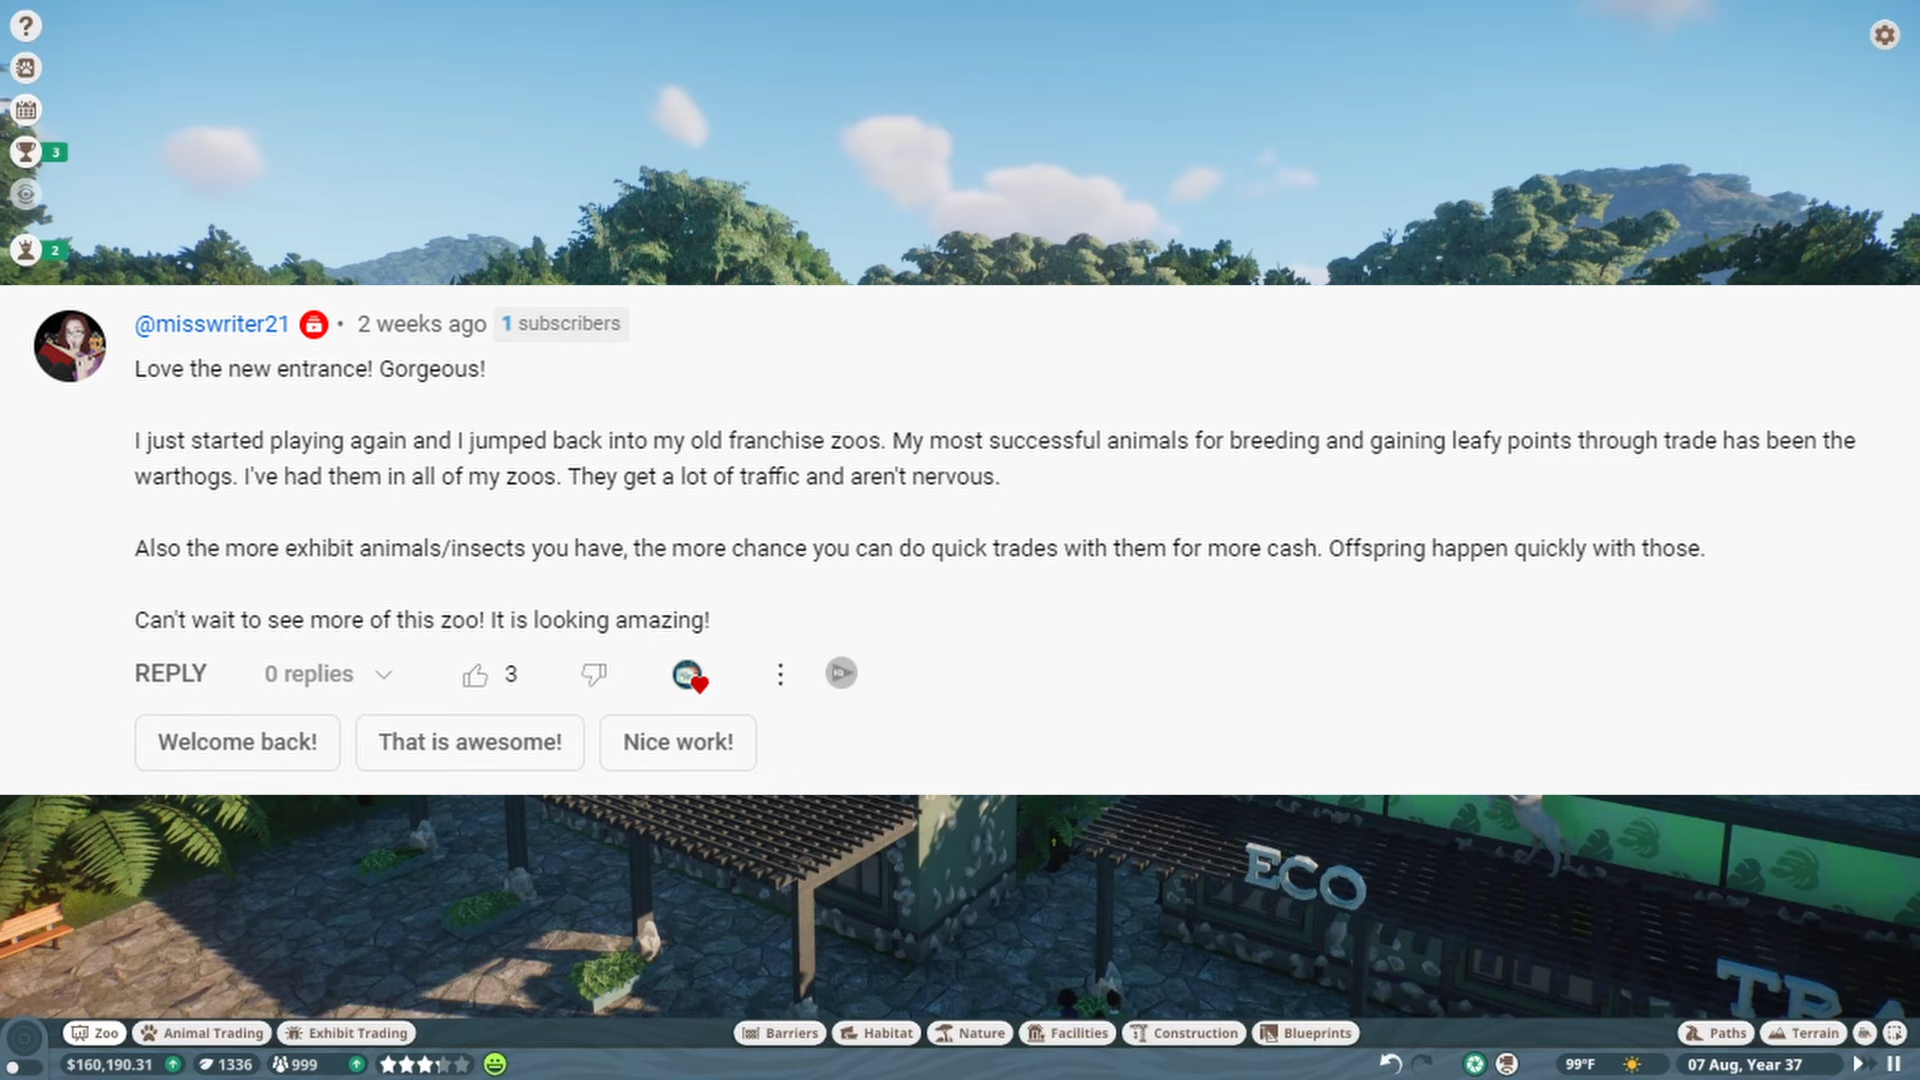 ?
3
2
@misswriter21 • 2 weeks ago 1 subscribers
Love the new entrance! Gorgeous!
I just started playing again and I jumped back into my old franchise zoos. My most successful animals for breeding and gaining leafy points through trade has been the
warthogs. I've had them in all of my zoos. They get a lot of traffic and aren't nervous.
Also the more exhibit animals/insects you have, the more chance you can do quick trades with them for more cash. Offspring happen quickly with those.
Can't wait to see more of this zoo! It is looking amazing!
REPLY 0 replies 3
Welcome back! That is awesome! Nice work!
ECO
Zoo Animal Trading Exhibit Trading Barriers Habitat Nature Facilities Construction Blueprints Paths Terrain
$160,190.31 1336 999 99°F 07 Aug, Year 37